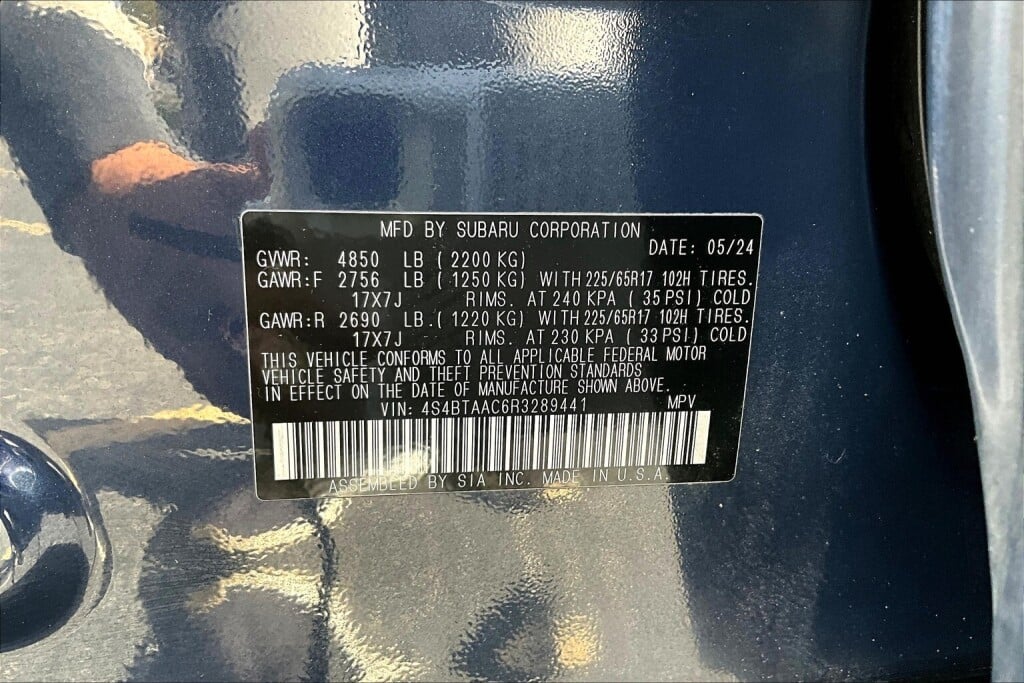 MFD BY SUBARU CORPORATION
DATE: 05/24
GVWR: 4850 LB ( 2200 KG)
GAWR:F 2756 LB ( 1250 KG) WITH 225/65R17 102H TIRES.
17X7J RIMS. AT 240 KPA ( 35 PSI) COLD
GAWR:R 2690 LB.( 1220 KG) WITH 225/65R17 102H TIRES.
17X7J RIMS. AT 230 KPA ( 33 PSI) COLD
THIS VEHICLE CONFORMS TO ALL APPLICABLE FEDERAL MOTOR
VEHICLE SAFETY AND THEFT PREVENTION STANDARDS
IN EFFECT ON THE DATE OF MANUFACTURE SHOWN ABOVE.
VIN: 4S4BTAAC6R3289441 MPV
ASSEMBLED BY SIA INC. MADE IN U.S.A.